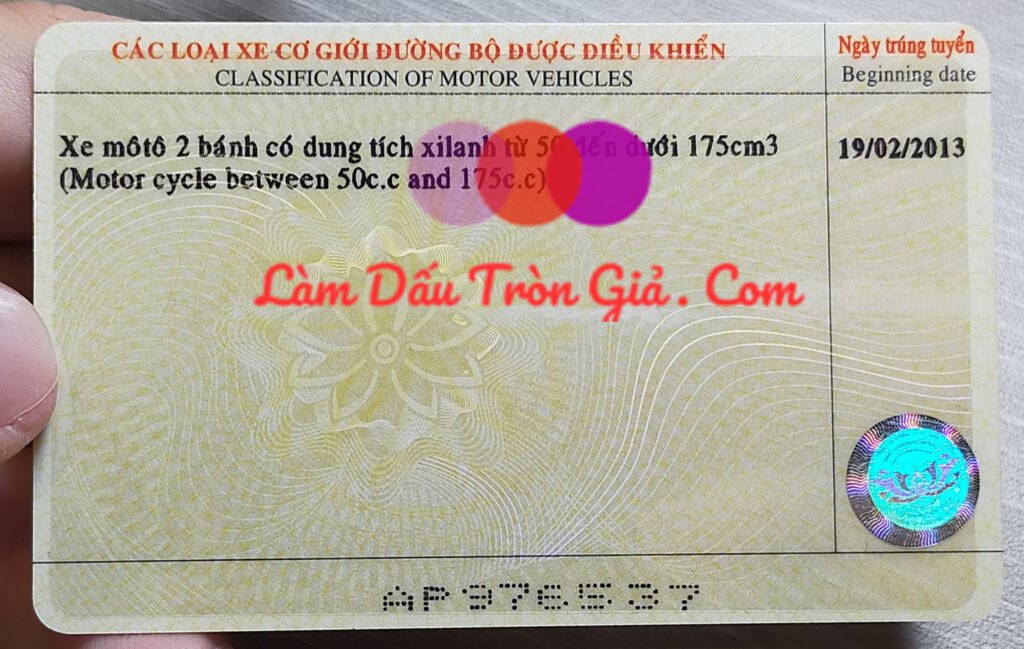 CÁC LOẠI XE CƠ GIỚI ĐƯỜNG BỘ ĐƯỢC ĐIỀU KHIỂN
CLASSIFICATION OF MOTOR VEHICLES
Ngày trúng tuyển
Beginning date
Xe môtô 2 bánh có dung tích xilanh từ 50 đến dưới 175cm3
(Motor cycle between 50c.c and 175c.c)
19/02/2013
Làm Dấu Tròn Giả . Com
AP976537